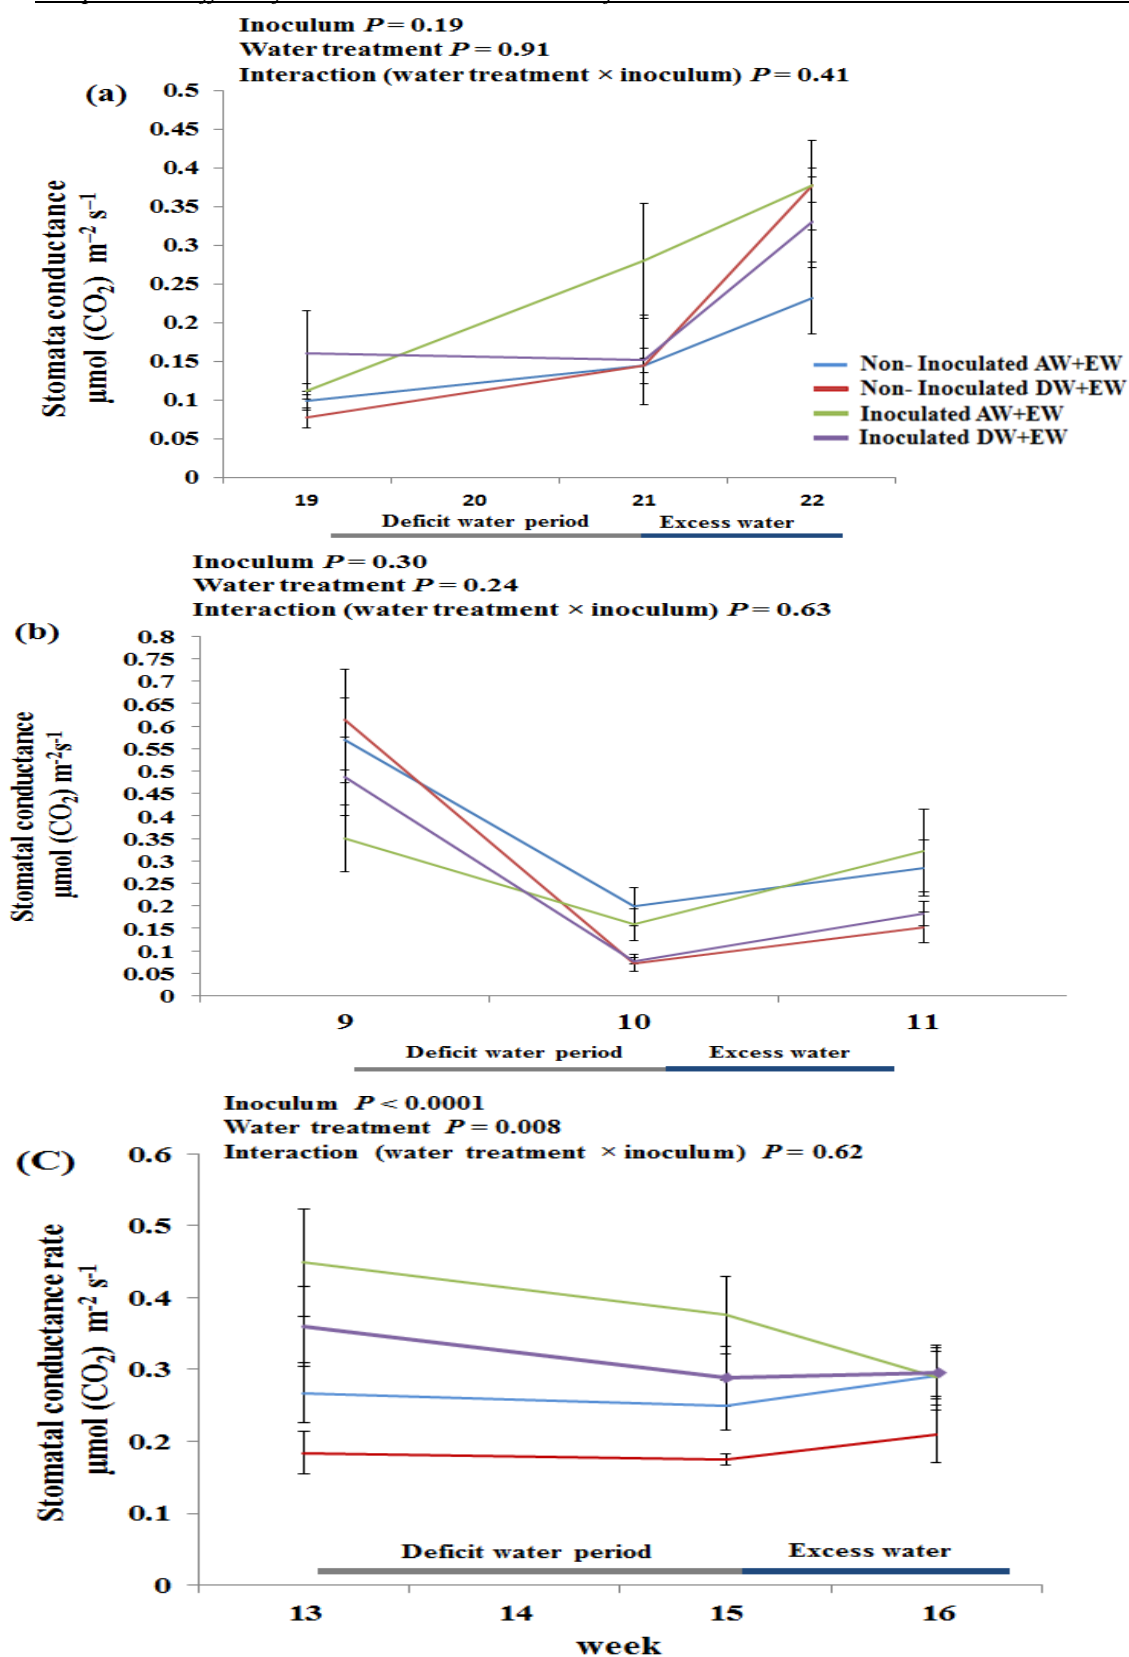 Inoculum P = 0.19
Water treatment P = 0.91
Interaction (water treatment × inoculum) P = 0.41
(a)
Stomata conductance
µmol (CO₂) m⁻² s⁻¹
0.5
0.45
0.4
0.35
0.3
0.25
0.2
0.15
0.1
0.05
0
19
20
21
22
Deficit water period
Excess water
Non- Inoculated AW+EW
Non- Inoculated DW+EW
Inoculated AW+EW
Inoculated DW+EW
Inoculum P = 0.30
Water treatment P = 0.24
Interaction (water treatment × inoculum) P = 0.63
(b)
Stomatal conductance
µmol (CO₂) m⁻²s⁻¹
0.8
0.75
0.7
0.65
0.6
0.55
0.5
0.45
0.4
0.35
0.3
0.25
0.2
0.15
0.1
0.05
0
9
10
11
Deficit water period
Excess water
Inoculum P < 0.0001
Water treatment P = 0.008
Interaction (water treatment × inoculum) P = 0.62
(C)
Stomatal conductance rate
µmol (CO₂) m⁻² s⁻¹
0.6
0.5
0.4
0.3
0.2
0.1
0
Deficit water period
Excess water
13
14
15
16
week